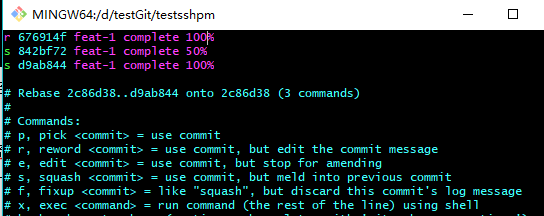 MINGW64:/d/testGit/testsshpm
r 676914f feat-1 complete 100%
s 842bf72 feat-1 complete 50%
s d9ab844 feat-1 complete 100%
# Rebase 2c86d38..d9ab844 onto 2c86d38 (3 commands)
#
# Commands:
# p, pick <commit> = use commit
# r, reword <commit> = use commit, but edit the commit message
# e, edit <commit> = use commit, but stop for amending
# s, squash <commit> = use commit, but meld into previous commit
# f, fixup <commit> = like "squash", but discard this commit's log message
# x, exec <command> = run command (the rest of the line) using shell